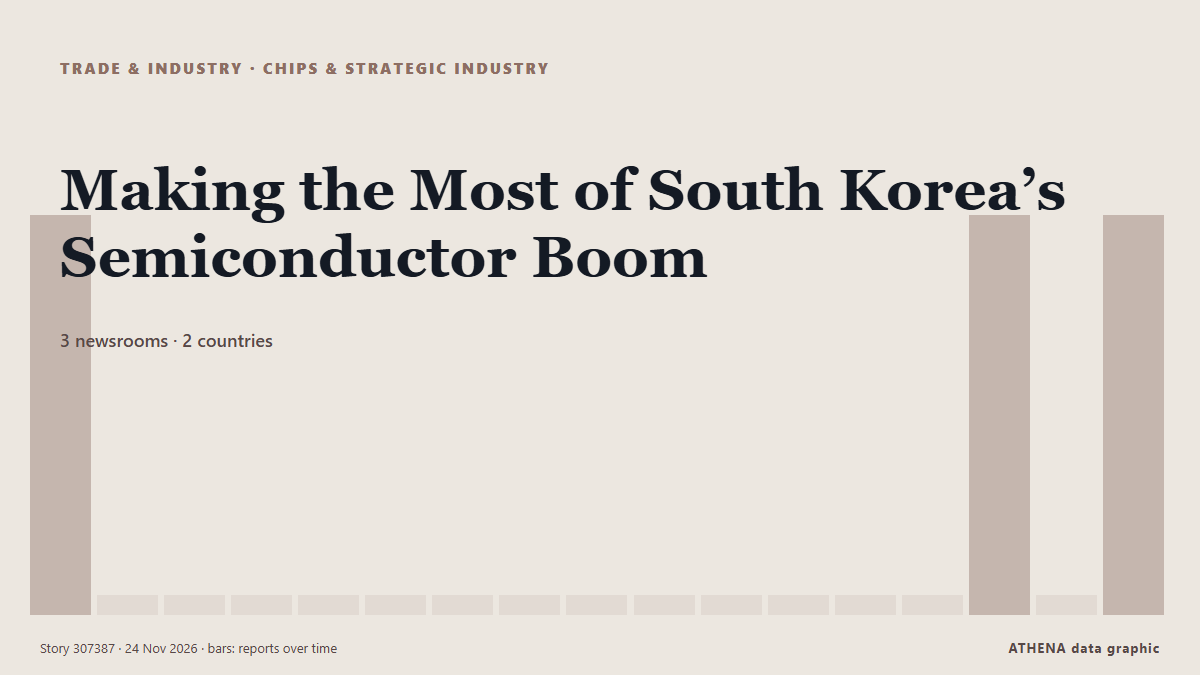 TRADE & INDUSTRY · CHIPS & STRATEGIC INDUSTRY
Making the Most of South Korea’s
Semiconductor Boom
3 newsrooms · 2 countries
Story 307387 · 24 Nov 2026 · bars: reports over time
ATHENA data graphic